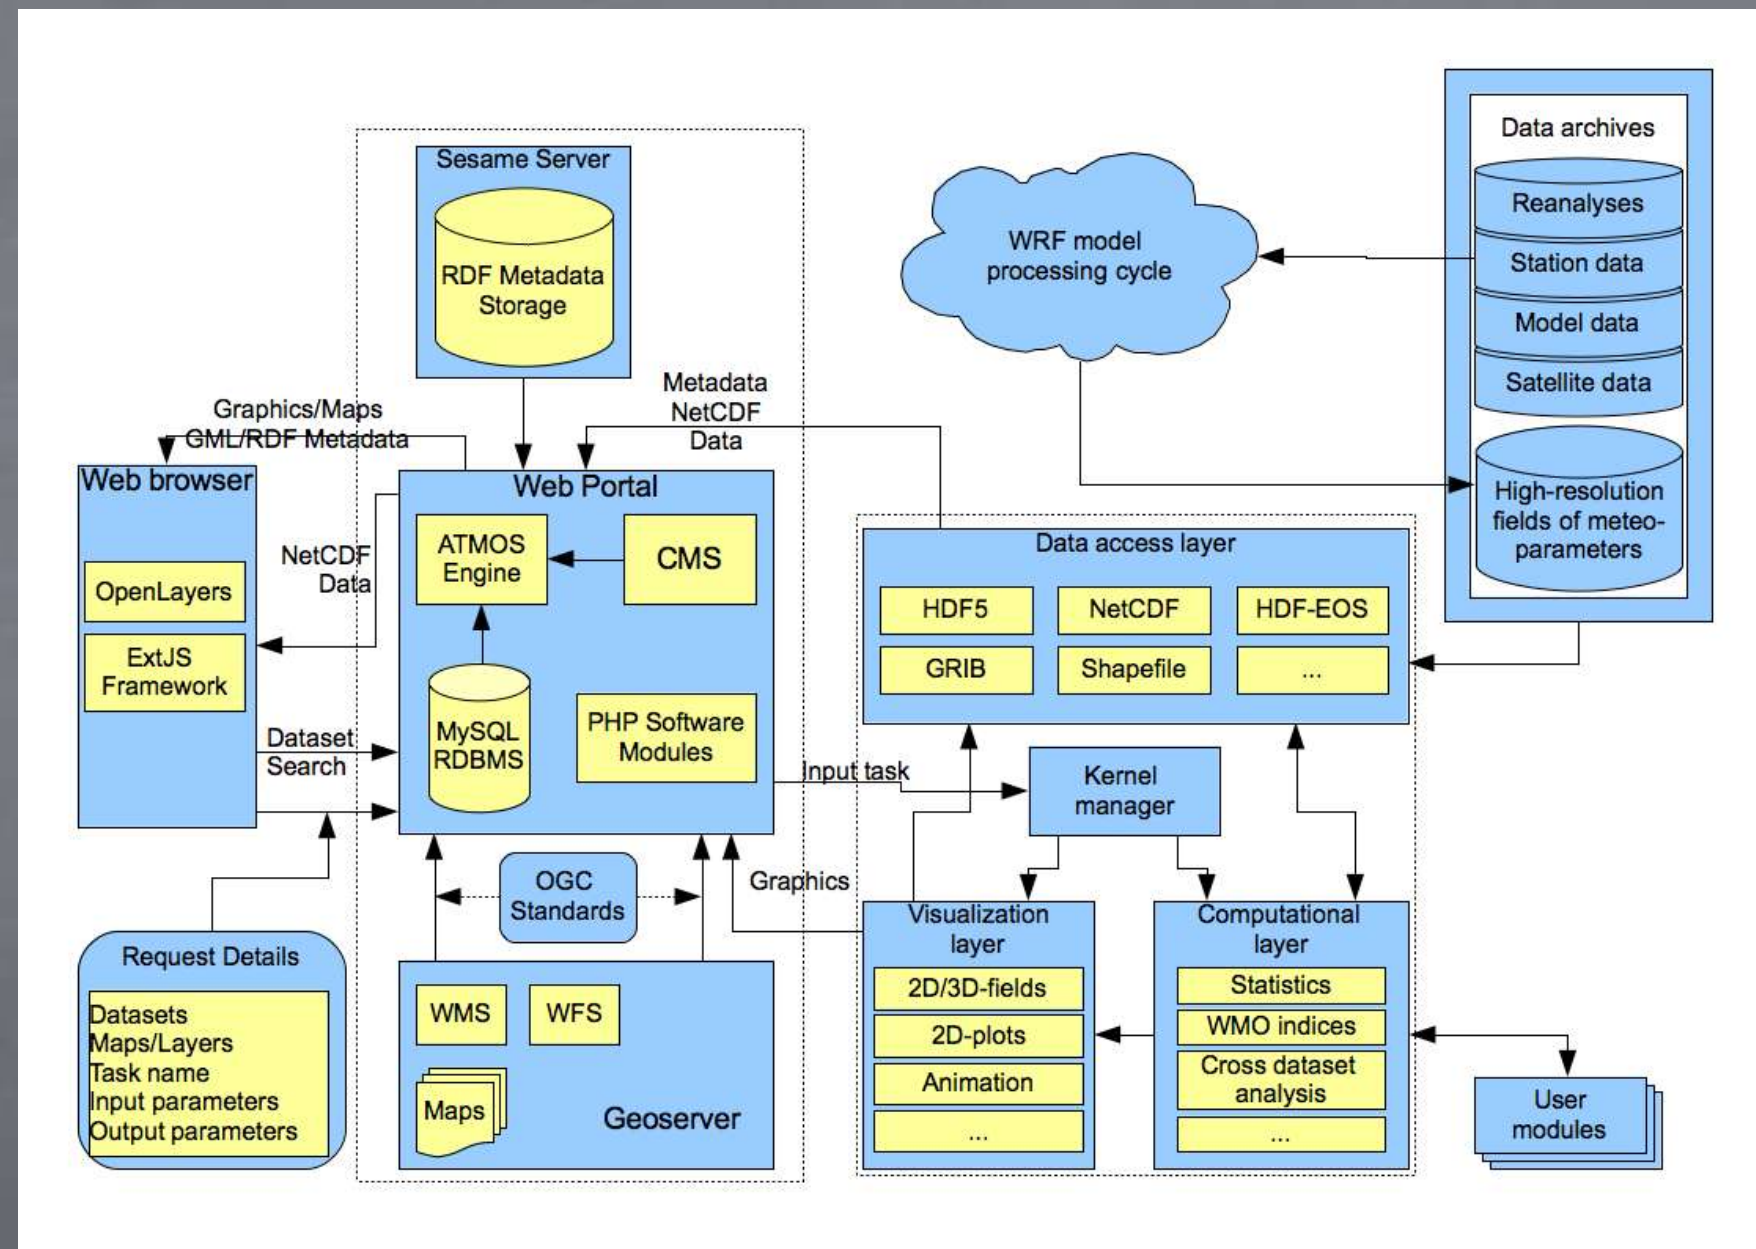 Sesame Server
RDF Metadata
Storage
WRF model
processing cycle
Data archives
Reanalyses
Station data
Model data
Satellite data
High-resolution
fields of meteo-
parameters
Graphics/Maps
GML/RDF Metadata
Metadata
NetCDF
Data
Web browser
OpenLayers
ExtJS
Framework
NetCDF
Data
Dataset
Search
Web Portal
ATMOS
Engine
CMS
MySQL
RDBMS
PHP Software
Modules
Input task
Data access layer
HDF5
NetCDF
HDF-EOS
GRIB
Shapefile
...
Kernel
manager
OGC
Standards
Graphics
Request Details
Datasets
Maps/Layers
Task name
Input parameters
Output parameters
WMS
WFS
Maps
Geoserver
Visualization
layer
2D/3D-fields
2D-plots
Animation
...
Computational
layer
Statistics
WMO indices
Cross dataset
analysis
...
User
modules